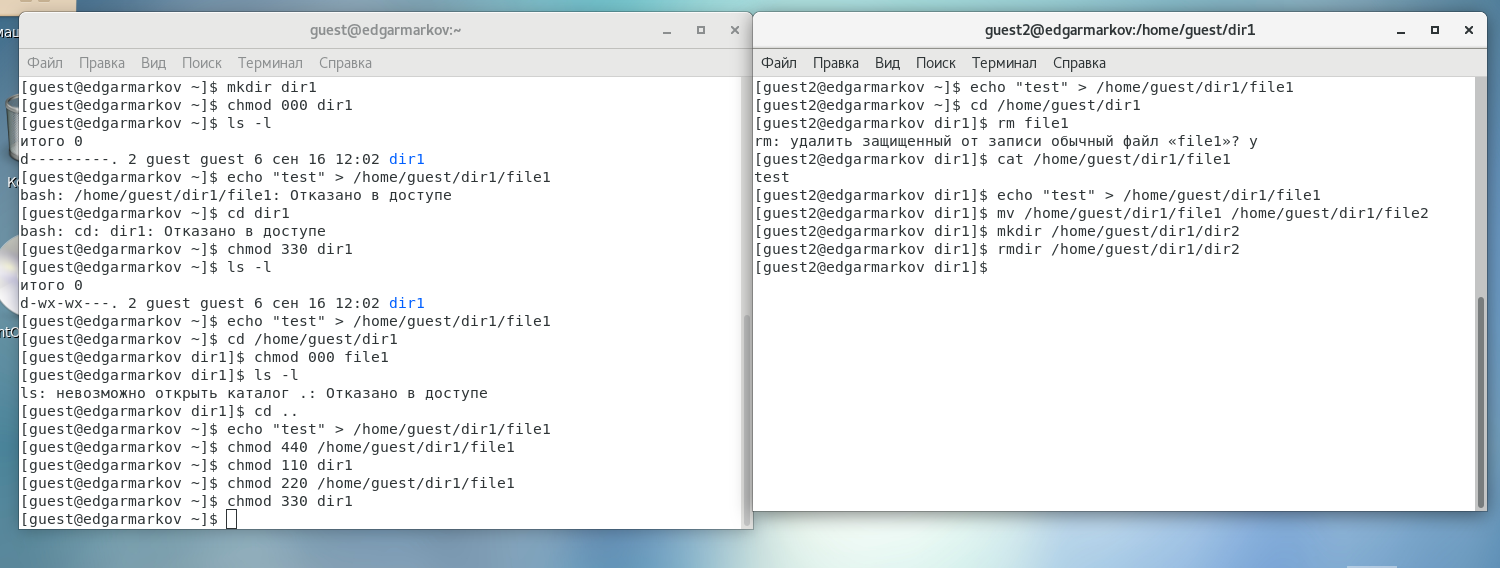 guest@edgarmarkov:~
Файл Правка Вид Поиск Терминал Справка
[guest@edgarmarkov ~]$ mkdir dir1
[guest@edgarmarkov ~]$ chmod 000 dir1
[guest@edgarmarkov ~]$ ls -l
итого 0
d---------. 2 guest guest 6 сен 16 12:02 dir1
[guest@edgarmarkov ~]$ echo "test" > /home/guest/dir1/file1
bash: /home/guest/dir1/file1: Отказано в доступе
[guest@edgarmarkov ~]$ cd dir1
bash: cd: dir1: Отказано в доступе
[guest@edgarmarkov ~]$ chmod 330 dir1
[guest@edgarmarkov ~]$ ls -l
итого 0
d-wx-wx---. 2 guest guest 6 сен 16 12:02 dir1
[guest@edgarmarkov ~]$ echo "test" > /home/guest/dir1/file1
[guest@edgarmarkov ~]$ cd /home/guest/dir1
[guest@edgarmarkov dir1]$ chmod 000 file1
[guest@edgarmarkov dir1]$ ls -l
ls: невозможно открыть каталог .: Отказано в доступе
[guest@edgarmarkov dir1]$ cd ..
[guest@edgarmarkov ~]$ echo "test" > /home/guest/dir1/file1
[guest@edgarmarkov ~]$ chmod 440 /home/guest/dir1/file1
[guest@edgarmarkov ~]$ chmod 110 dir1
[guest@edgarmarkov ~]$ chmod 220 /home/guest/dir1/file1
[guest@edgarmarkov ~]$ chmod 330 dir1
[guest@edgarmarkov ~]$
guest2@edgarmarkov:/home/guest/dir1
Файл Правка Вид Поиск Терминал Справка
[guest2@edgarmarkov ~]$ echo "test" > /home/guest/dir1/file1
[guest2@edgarmarkov ~]$ cd /home/guest/dir1
[guest2@edgarmarkov dir1]$ rm file1
rm: удалить защищенный от записи обычный файл «file1»? y
[guest2@edgarmarkov dir1]$ cat /home/guest/dir1/file1
test
[guest2@edgarmarkov dir1]$ echo "test" > /home/guest/dir1/file1
[guest2@edgarmarkov dir1]$ mv /home/guest/dir1/file1 /home/guest/dir1/file2
[guest2@edgarmarkov dir1]$ mkdir /home/guest/dir1/dir2
[guest2@edgarmarkov dir1]$ rmdir /home/guest/dir1/dir2
[guest2@edgarmarkov dir1]$